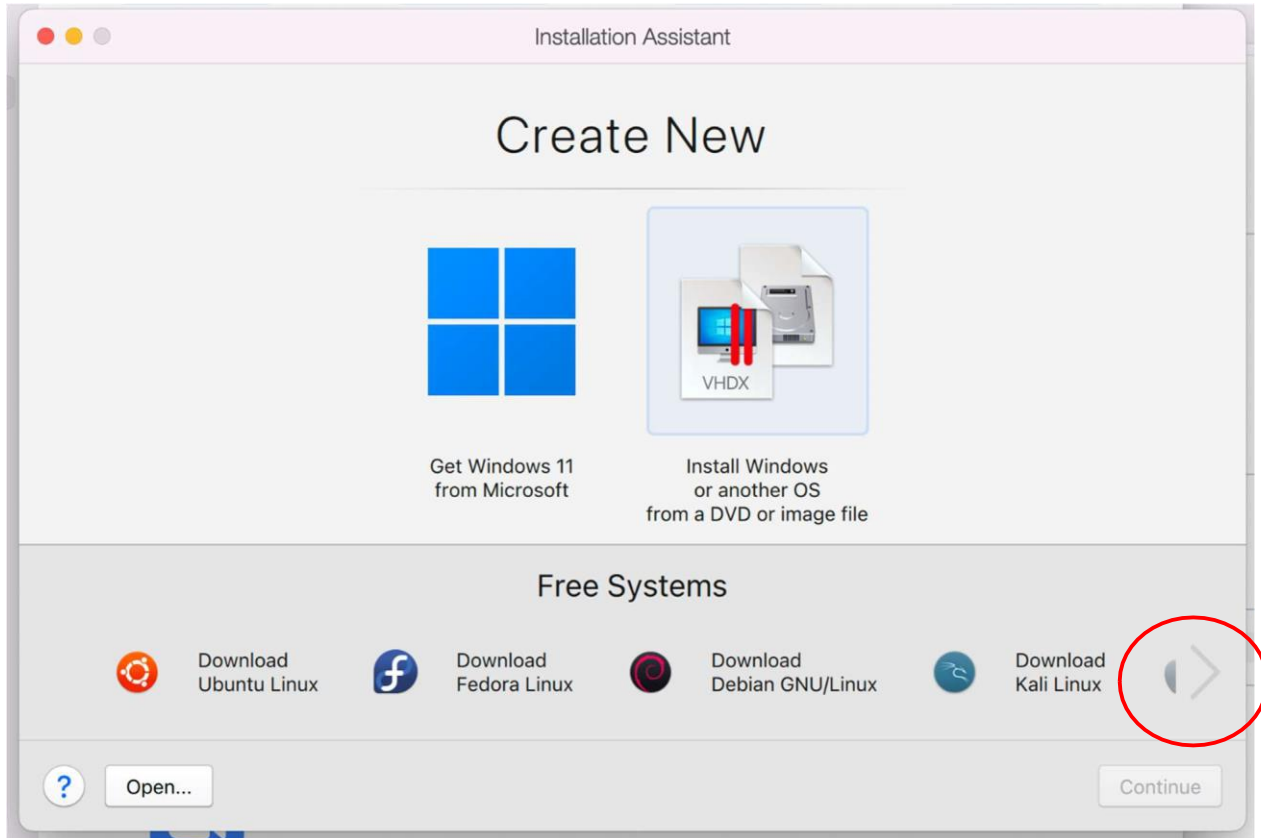 Installation Assistant
Create New
VHDX
Get Windows 11
from Microsoft
Install Windows
or another OS
from a DVD or image file
Free Systems
Download
Ubuntu Linux
Download
Fedora Linux
Download
Debian GNU/Linux
Download
Kali Linux
?
Open...
Continue